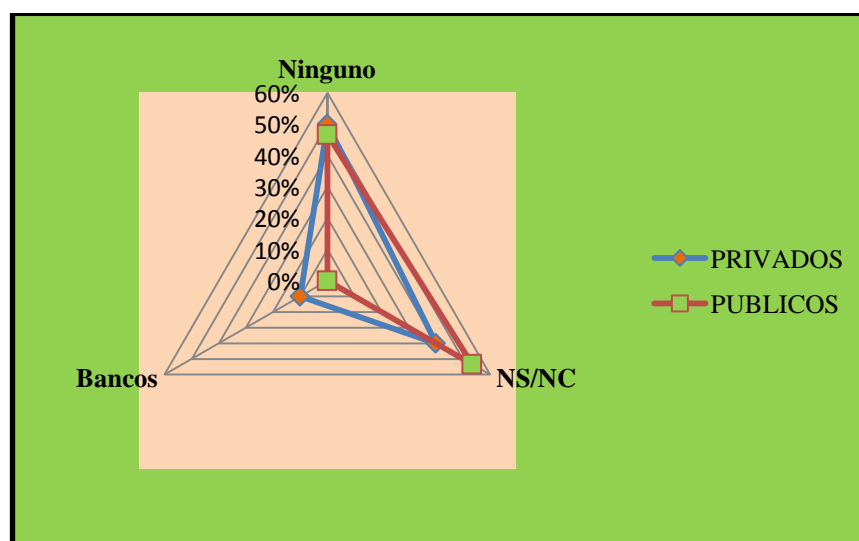 Ninguno
60%
50%
40%
30%
20%
10%
0%
Bancos
NS/NC
PRIVADOS
PUBLICOS